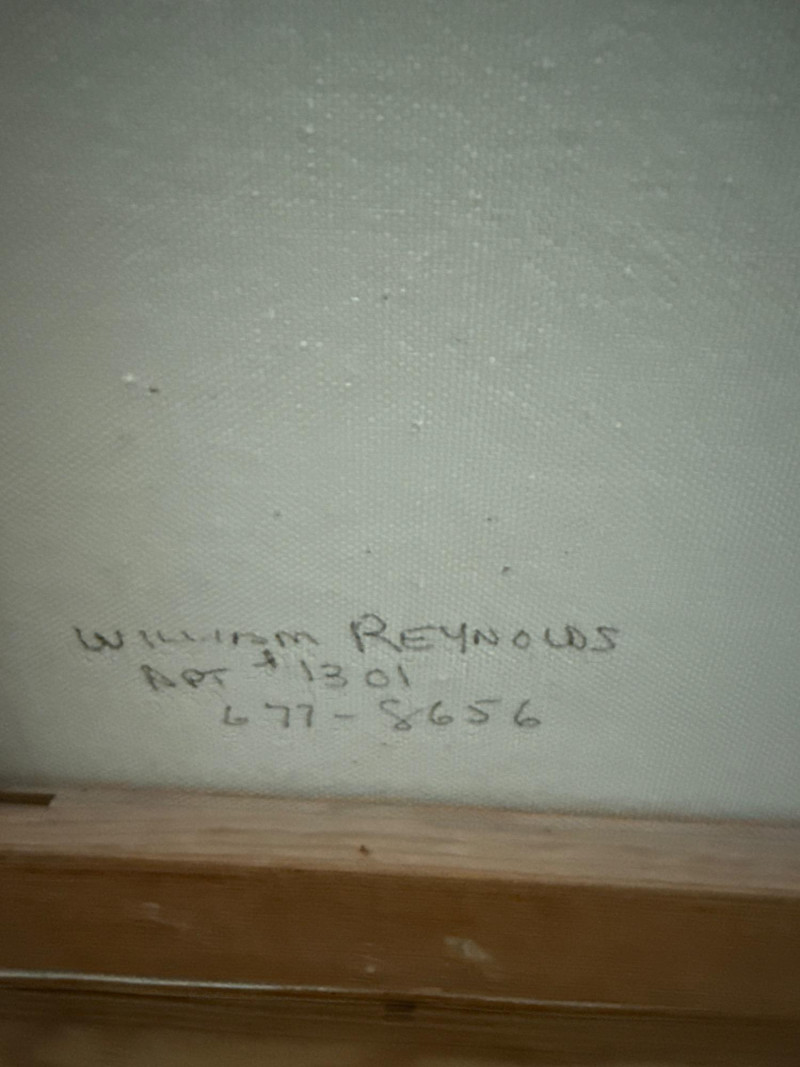 WILLIAM REYNOLDS
APT # 1301
677-8656